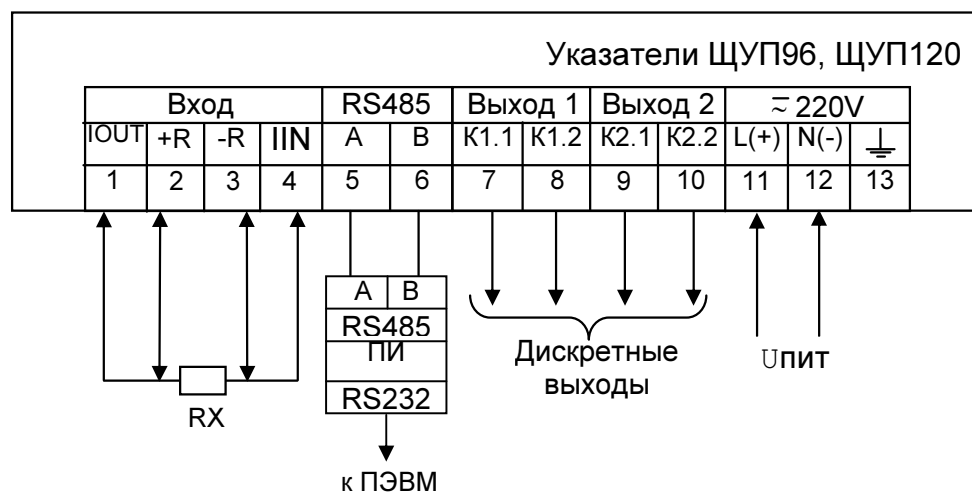 Указатели ЩУП96, ЩУП120
Вход RS485 Выход 1 Выход 2 ≂ 220V
IOUT +R -R IIN A B К1.1 К1.2 К2.1 К2.2 L(+) N(-)
1 2 3 4 5 6 7 8 9 10 11 12 13
A B
RS485
ПИ
RS232
RX
Дискретные
выходы
Uпит
к ПЭВМ